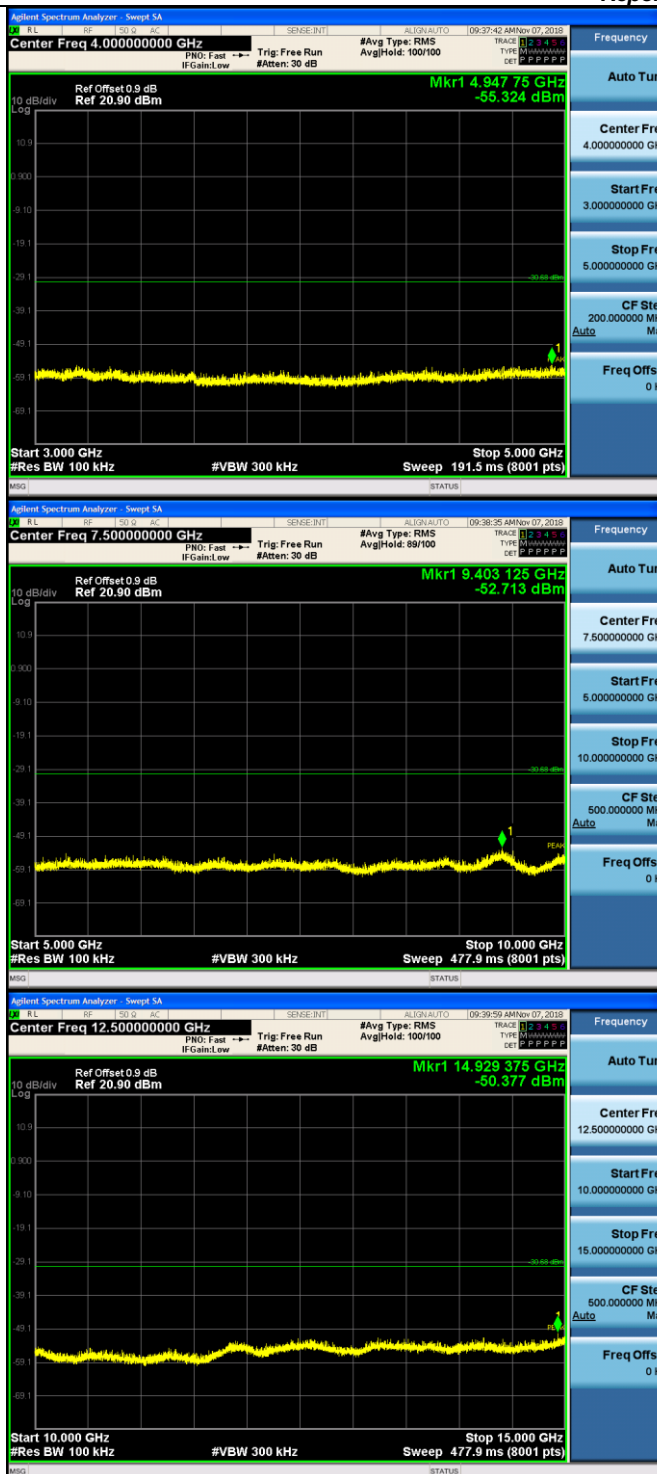 Agilent Spectrum Analyzer - Swept SA
RL RF 50 Ω AC SENSE:INT ALIGNAUTO 09:37:42 AM Nov 07, 2018
Center Freq 4.000000000 GHz
PNO: Fast
IFGain:Low
Trig: Free Run
#Atten: 30 dB
#Avg Type: RMS
Avg|Hold: 100/100
TRACE 1 2 3 4 5 6
TYPE M
DET P P P P P P
Mkr1 4.947 75 GHz
-55.324 dBm
Ref Offset 0.9 dB
10 dB/div Ref 20.90 dBm
Log
10.9
0.900
-9.10
-19.1
-29.1
-30.68 dBm
-39.1
-49.1
1
-59.1
-69.1
Start 3.000 GHz Stop 5.000 GHz
#Res BW 100 kHz #VBW 300 kHz Sweep 191.5 ms (8001 pts)
MSG STATUS
Frequency
Auto Tu
Center Fre
4.000000000 G
Start Fre
3.000000000 G
Stop Fre
5.000000000 G
CF Ste
200.000000 M
Auto M
Freq Offs
0
Agilent Spectrum Analyzer - Swept SA
RL RF 50 Ω AC SENSE:INT ALIGNAUTO 09:38:35 AM Nov 07, 2018
Center Freq 7.500000000 GHz
PNO: Fast
IFGain:Low
Trig: Free Run
#Atten: 30 dB
#Avg Type: RMS
Avg|Hold: 89/100
TRACE 1 2 3 4 5 6
TYPE M
DET P P P P P P
Mkr1 9.403 125 GHz
-52.713 dBm
Ref Offset 0.9 dB
10 dB/div Ref 20.90 dBm
Log
10.9
0.900
-9.10
-19.1
-29.1
-30.68 dBm
-39.1
-49.1
1
PEAK
-59.1
-69.1
Start 5.000 GHz Stop 10.000 GHz
#Res BW 100 kHz #VBW 300 kHz Sweep 477.9 ms (8001 pts)
MSG STATUS
Frequency
Auto Tu
Center Fre
7.500000000 G
Start Fre
5.000000000 G
Stop Fre
10.000000000 G
CF Ste
500.000000 M
Auto M
Freq Offs
0
Agilent Spectrum Analyzer - Swept SA
RL RF 50 Ω AC SENSE:INT ALIGNAUTO 09:39:59 AM Nov 07, 2018
Center Freq 12.500000000 GHz
PNO: Fast
IFGain:Low
Trig: Free Run
#Atten: 30 dB
#Avg Type: RMS
Avg|Hold: 100/100
TRACE 1 2 3 4 5 6
TYPE M
DET P P P P P P
Mkr1 14.929 375 GHz
-50.377 dBm
Ref Offset 0.9 dB
10 dB/div Ref 20.90 dBm
Log
10.9
0.900
-9.10
-19.1
-29.1
-30.68 dBm
-39.1
-49.1
1
-59.1
-69.1
Start 10.000 GHz Stop 15.000 GHz
#Res BW 100 kHz #VBW 300 kHz Sweep 477.9 ms (8001 pts)
MSG STATUS
Frequency
Auto Tu
Center Fre
12.500000000 G
Start Fre
10.000000000 G
Stop Fre
15.000000000 G
CF Ste
500.000000 M
Auto M
Freq Offs
0